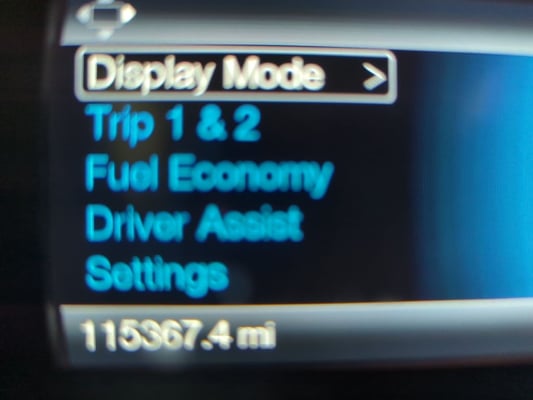 Display Mode >
Trip 1 & 2
Fuel Economy
Driver Assist
Settings
115367.4 mi